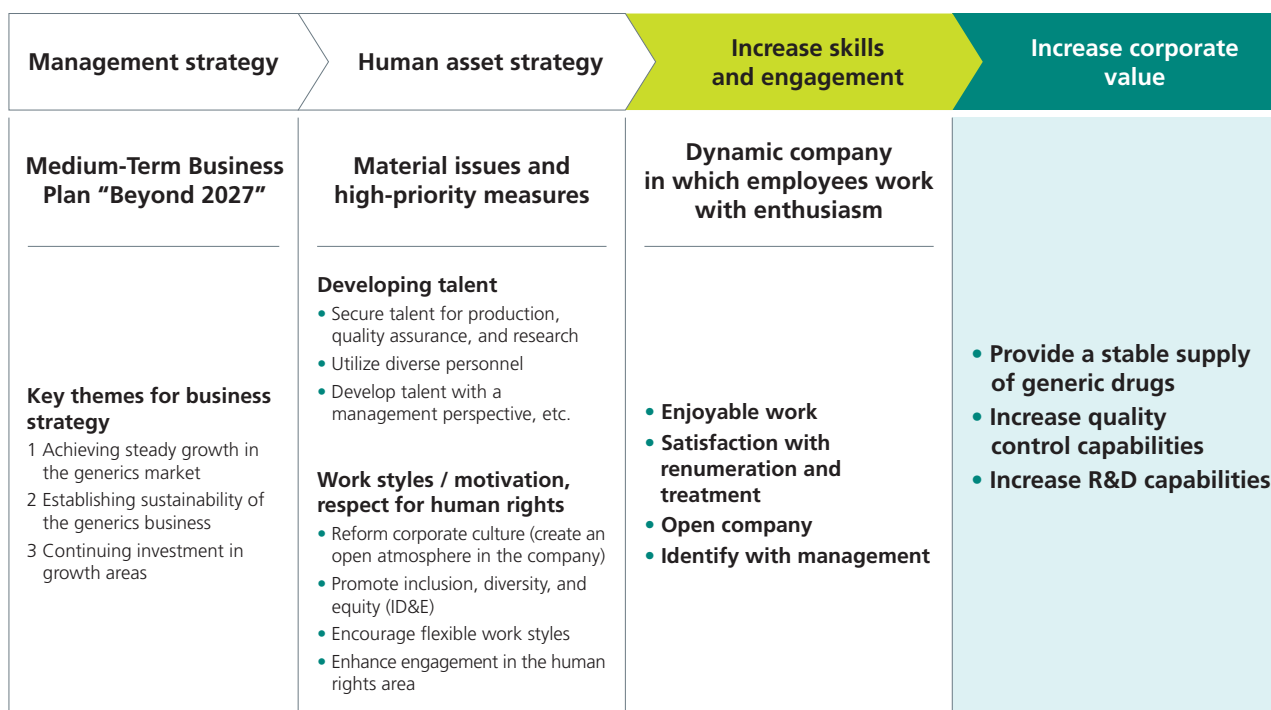 Management strategy
Human asset strategy
Increase skills
and engagement
Increase corporate
value
Medium-Term Business
Plan “Beyond 2027”
Key themes for business
strategy
1 Achieving steady growth in
the generics market
2 Establishing sustainability of
the generics business
3 Continuing investment in
growth areas
Material issues and
high-priority measures
Developing talent
• Secure talent for production,
quality assurance, and research
• Utilize diverse personnel
• Develop talent with a
management perspective, etc.
Work styles / motivation,
respect for human rights
• Reform corporate culture (create an
open atmosphere in the company)
• Promote inclusion, diversity, and
equity (ID&E)
• Encourage flexible work styles
• Enhance engagement in the human
rights area
Dynamic company
in which employees work
with enthusiasm
• Enjoyable work
• Satisfaction with
renumeration and
treatment
• Open company
• Identify with management
• Provide a stable supply
of generic drugs
• Increase quality
control capabilities
• Increase R&D capabilities